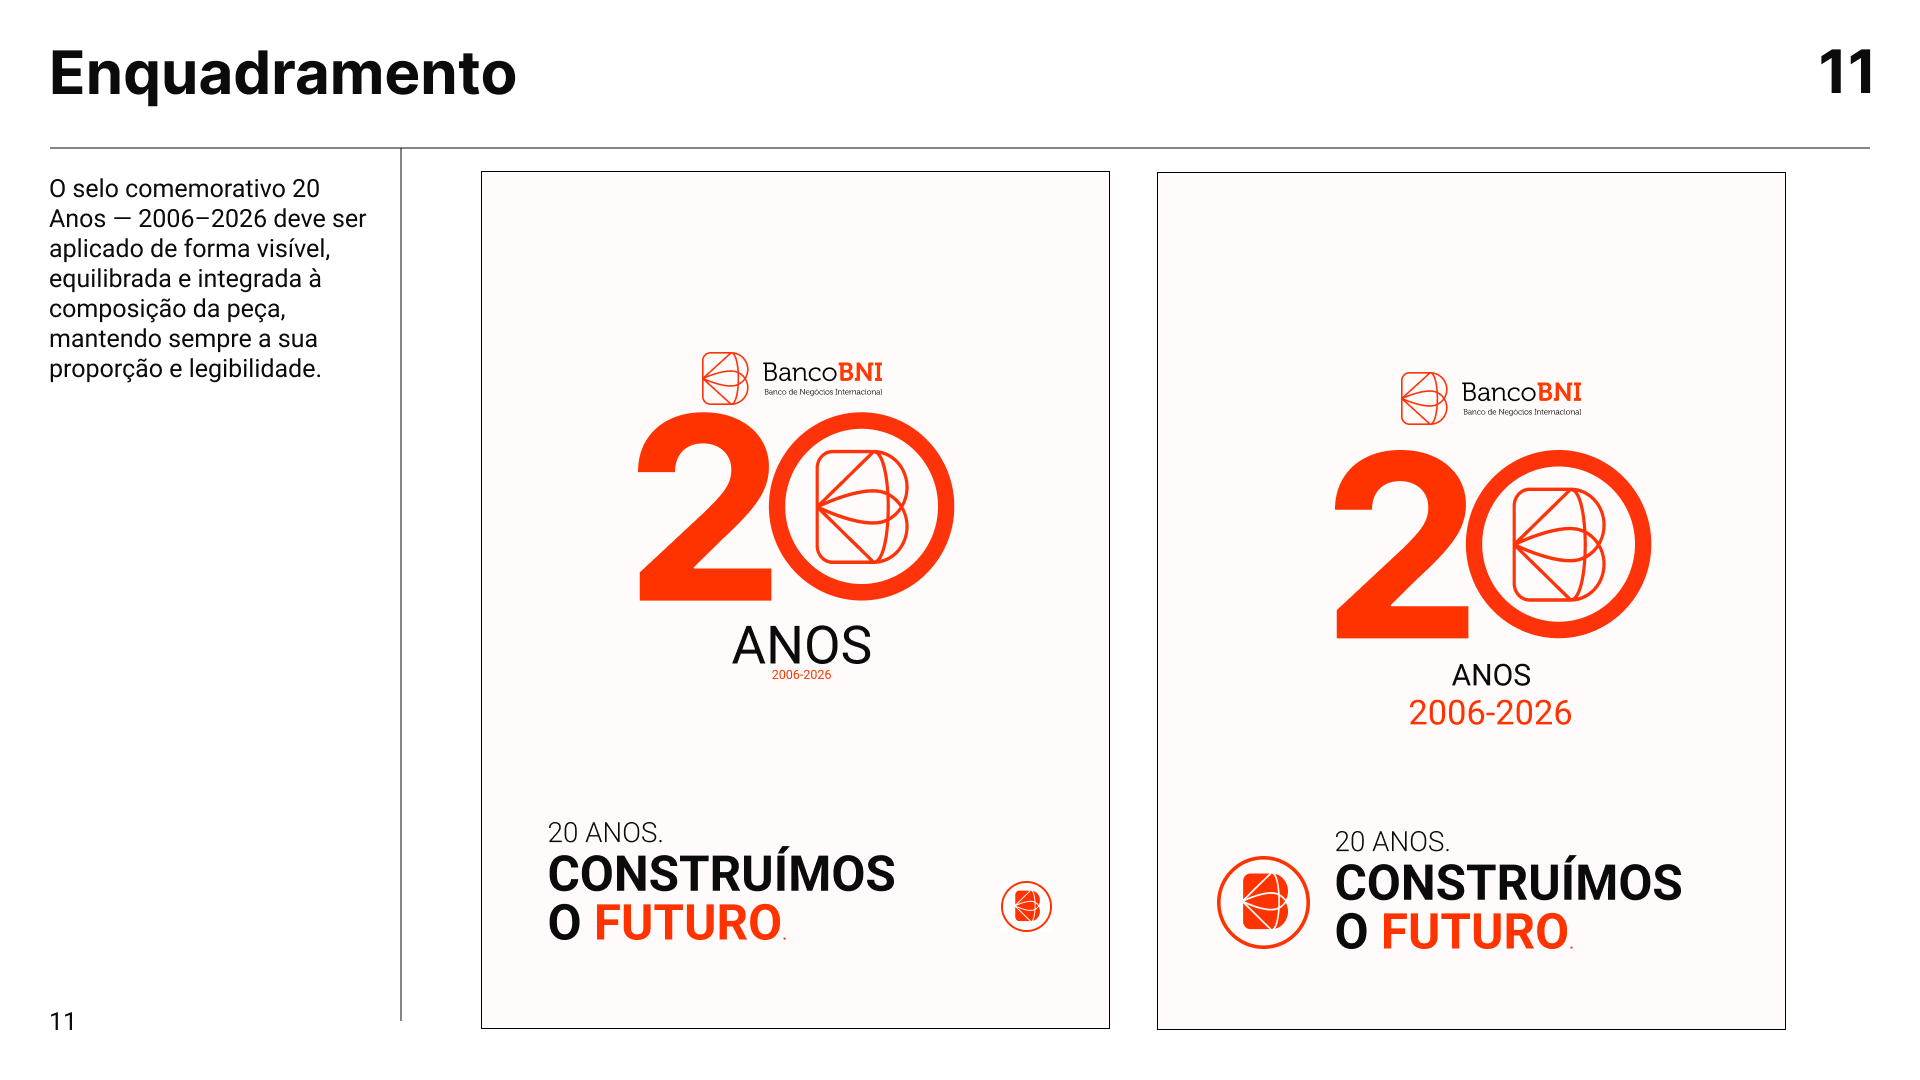 Enquadramento
11
O selo comemorativo 20
Anos — 2006–2026 deve ser
aplicado de forma visível,
equilibrada e integrada à
composição da peça,
mantendo sempre a sua
proporção e legibilidade.
BancoBNI
Banco de Negócios Internacional
20
ANOS
2006-2026
20 ANOS.
CONSTRUÍMOS
O FUTURO.
BancoBNI
Banco de Negócios Internacional
20
ANOS
2006-2026
20 ANOS.
CONSTRUÍMOS
O FUTURO.
11